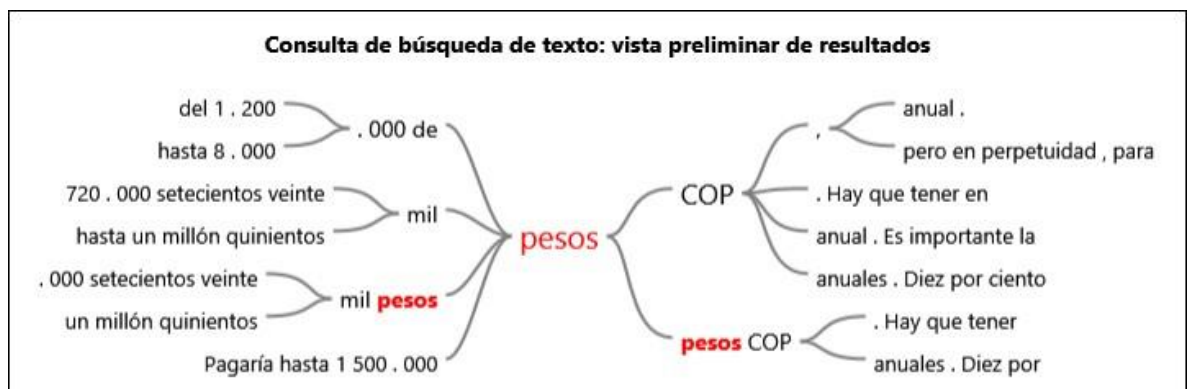 Consulta de búsqueda de texto: vista preliminar de resultados
del 1 . 200
hasta 8 . 000
. 000 de
720 . 000 setecientos veinte
hasta un millón quinientos
mil
. 000 setecientos veinte
un millón quinientos
mil pesos
Pagaría hasta 1 500 . 000
pesos
COP
,
anual .
pero en perpetuidad , para
. Hay que tener en
anual . Es importante la
anuales . Diez por ciento
pesos COP
. Hay que tener
anuales . Diez por